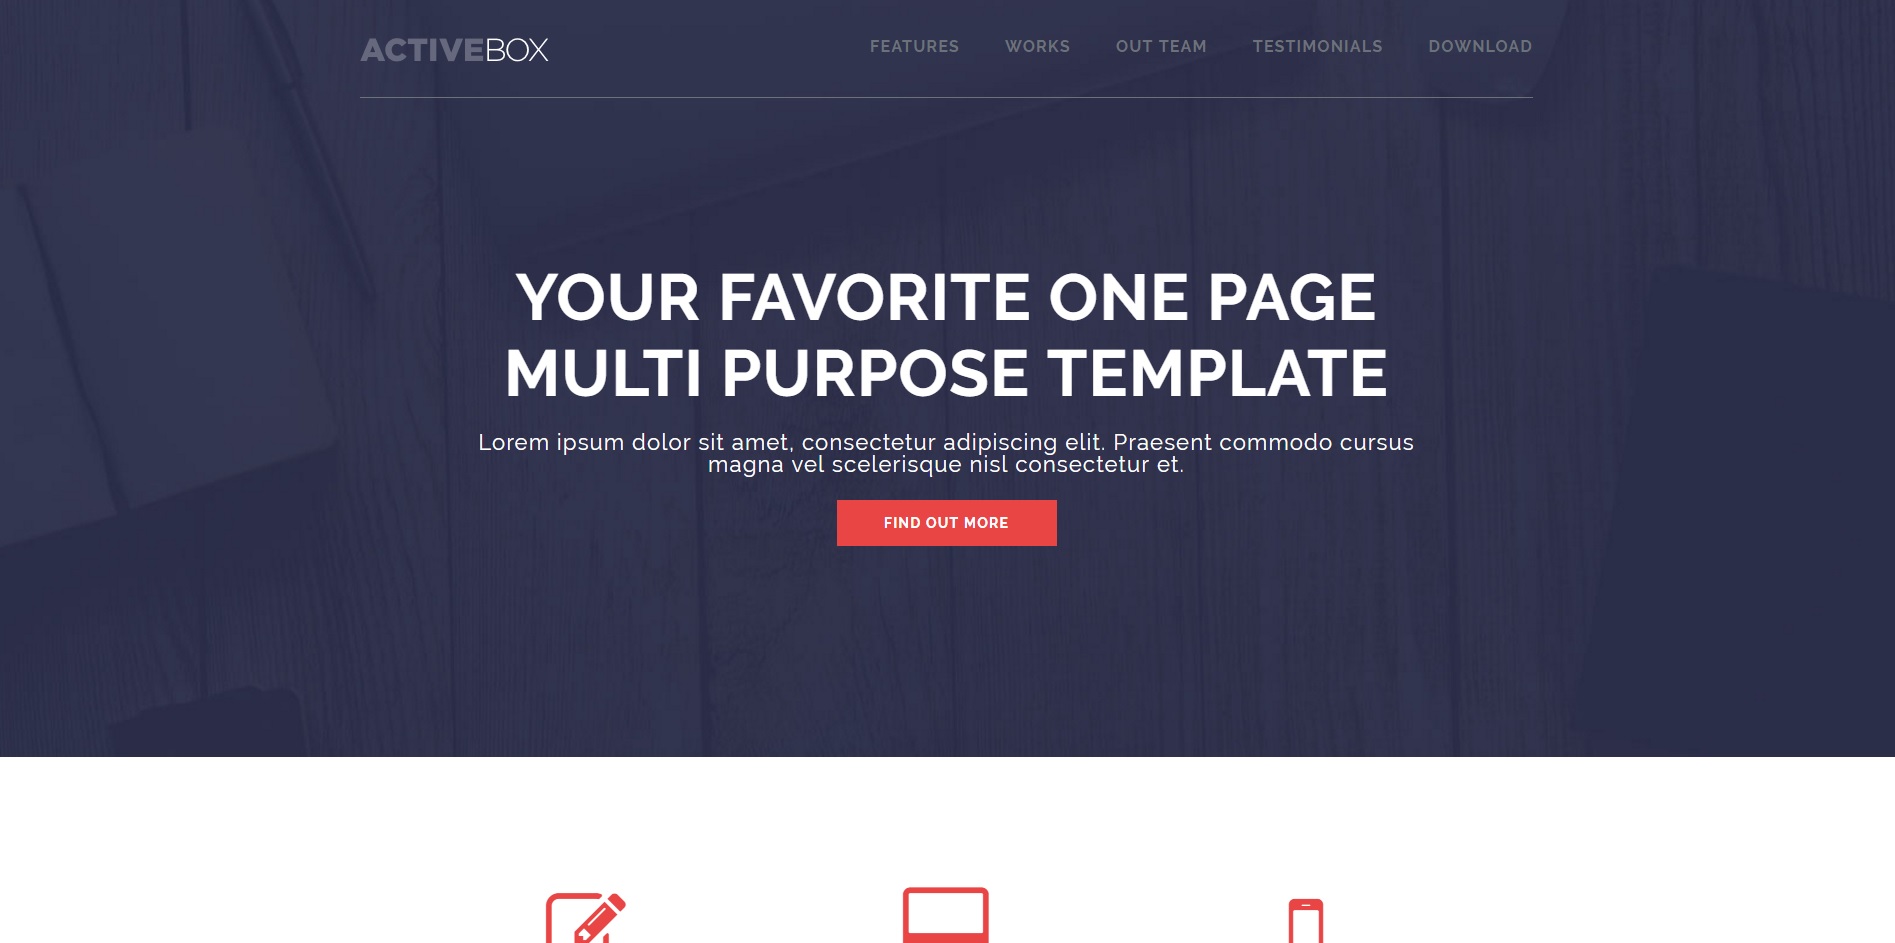 ACTIVEBOX
FEATURES WORKS OUT TEAM TESTIMONIALS DOWNLOAD
YOUR FAVORITE ONE PAGE
MULTI PURPOSE TEMPLATE
Lorem ipsum dolor sit amet, consectetur adipiscing elit. Praesent commodo cursus
magna vel scelerisque nisl consectetur et.
FIND OUT MORE